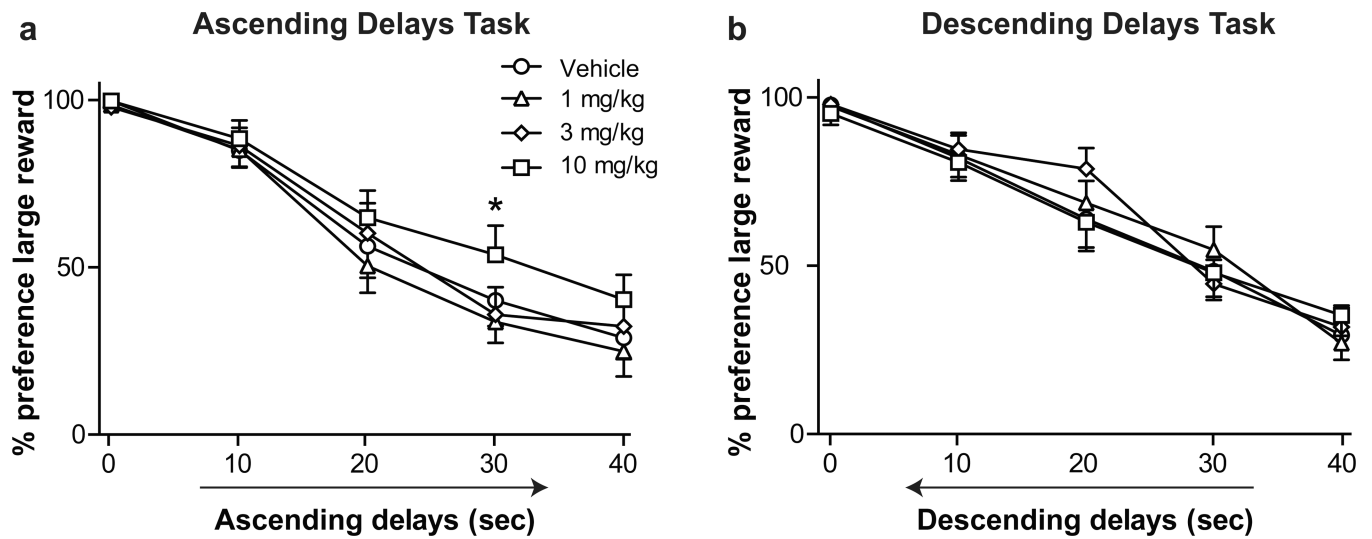 a
Ascending Delays Task
Vehicle
1 mg/kg
3 mg/kg
10 mg/kg
% preference large reward
100
50
0
*
0 10 20 30 40
Ascending delays (sec)
b
Descending Delays Task
% preference large reward
100
50
0
0 10 20 30 40
Descending delays (sec)